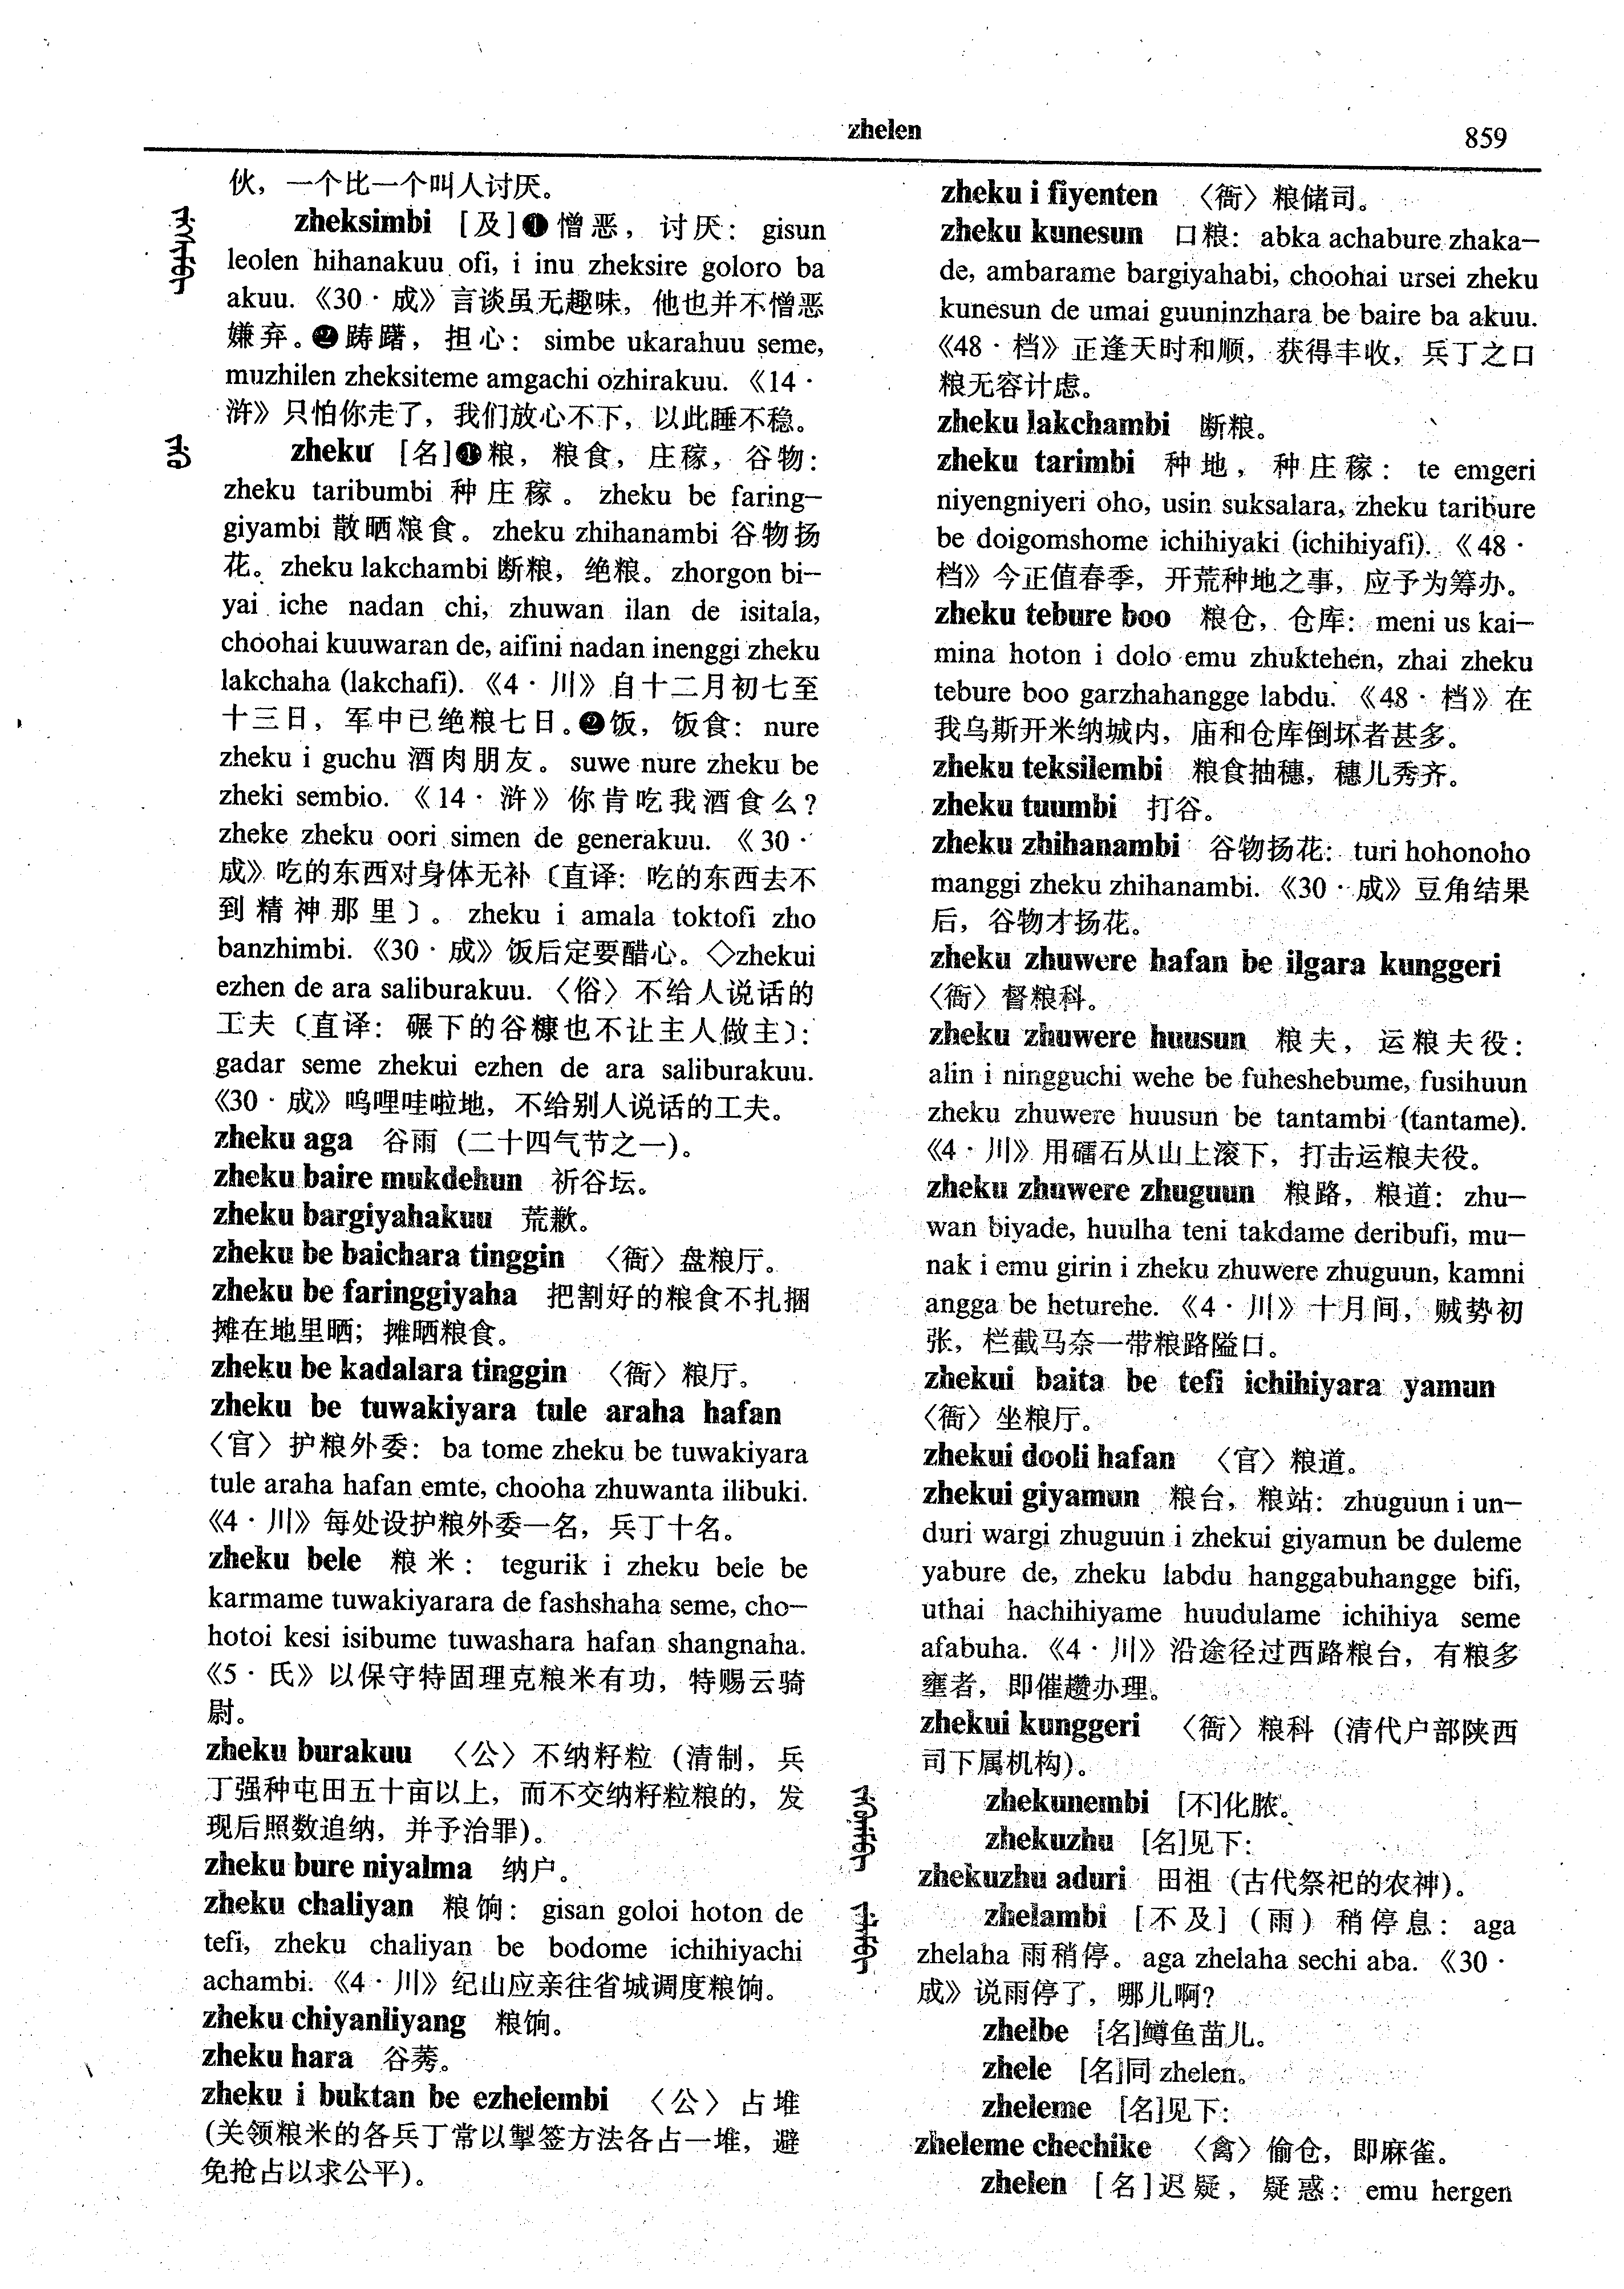 zhelen
859
伙，一个比一个叫人讨厌。
zheksimbi [及]❶憎恶，讨厌：gisun
leolen hihanakuu ofi, i inu zheksire goloro ba
akuu.《30·成》言谈虽无趣味，他也并不憎恶
嫌弃。❷踌躇，担心：simbe ukarahuu seme,
muzhilen zheksiteme amgachi ozhirakuu.《14·
浒》只怕你走了，我们放心不下，以此睡不稳。
zheku [名]❶粮，粮食，庄稼，谷物：
zheku taribumbi 种庄稼。zheku be faring—
giyambi 散晒粮食。zheku zhihanambi 谷物扬
花。zheku lakchambi 断粮，绝粮。zhorgon bi—
yai iche nadan chi, zhuwan ilan de isitala,
choohai kuuwaran de, aifini nadan inenggi zheku
lakchaha (lakchafi).《4·川》自十二月初七至
十三日，军中已绝粮七日。❷饭，饭食：nure
zheku i guchu 酒肉朋友。suwe nure zheku be
zheki sembio.《14·浒》你肯吃我酒食么？
zheke zheku oori simen de generakuu.《30·
成》吃的东西对身体无补〔直译：吃的东西去不
到精神那里〕。zheku i amala toktofi zho
banzhimbi.《30·成》饭后定要醋心。◇zhekui
ezhen de ara saliburakuu.〈俗〉不给人说话的
工夫〔直译：碾下的谷糠也不让主人做主〕：
gadar seme zhekui ezhen de ara saliburakuu.
《30·成》呜哩哇啦地，不给别人说话的工夫。
zheku aga 谷雨（二十四气节之一）。
zheku baire mukdehun 祈谷坛。
zheku bargiyahakuu 荒歉。
zheku be baichara tinggin 〈衙〉盘粮厅。
zheku be faringgiyaha 把割好的粮食不扎捆
摊在地里晒；摊晒粮食。
zheku be kadalara tinggin 〈衙〉粮厅。
zheku be tuwakiyara tule araha hafan
〈官〉护粮外委：ba tome zheku be tuwakiyara
tule araha hafan emte, chooha zhuwanta ilibuki.
《4·川》每处设护粮外委一名，兵丁十名。
zheku bele 粮米：tegurik i zheku bele be
karmame tuwakiyarara de fashshaha seme, cho—
hotoi kesi isibume tuwashara hafan shangnaha.
《5·氏》以保守特固理克粮米有功，特赐云骑
尉。
zheku burakuu 〈公〉不纳籽粒（清制，兵
丁强种屯田五十亩以上，而不交纳籽粒粮的，发
现后照数追纳，并予治罪）。
zheku bure niyalma 纳户。
zheku chaliyan 粮饷：gisan goloi hoton de
tefi, zheku chaliyan be bodome ichihiyachi
achambi.《4·川》纪山应亲往省城调度粮饷。
zheku chiyanliyang 粮饷。
zheku hara 谷莠。
zheku i buktan be ezhelembi 〈公〉占堆
（关领粮米的各兵丁常以掣签方法各占一堆，避
免抢占以求公平）。
zheku i fiyenten 〈衙〉粮储司。
zheku kunesun 口粮：abka achabure zhaka—
de, ambarame bargiyahabi, choohai ursei zheku
kunesun de umai guuninzhara be baire ba akuu.
《48·档》正逢天时和顺，获得丰收，兵丁之口
粮无容计虑。
zheku lakchambi 断粮。
zheku tarimbi 种地，种庄稼：te emgeri
niyengniyeri oho, usin suksalara, zheku taribure
be doigomshome ichihiyaki (ichihiyafi).《48·
档》今正值春季，开荒种地之事，应予为筹办。
zheku tebure boo 粮仓，仓库：meni us kai—
mina hoton i dolo emu zhuktehen, zhai zheku
tebure boo garzhahangge labdu.《48·档》在
我乌斯开米纳城内，庙和仓库倒坏者甚多。
zheku teksilembi 粮食抽穗，穗儿秀齐。
zheku tuumbi 打谷。
zheku zhihanambi 谷物扬花：turi hohonoho
manggi zheku zhihanambi.《30·成》豆角结果
后，谷物才扬花。
zheku zhuwere hafan be ilgara kunggeri
〈衙〉督粮科。
zheku zhuwere huusun 粮夫，运粮夫役：
alin i ningguchi wehe be fuheshebume, fusihuun
zheku zhuwere huusun be tantambi (tantame).
《4·川》用礌石从山上滚下，打击运粮夫役。
zheku zhuwere zhuguun 粮路，粮道：zhu—
wan biyade, huulha teni takdame deribufi, mu—
nak i emu girin i zheku zhuwere zhuguun, kamni
angga be heturehe.《4·川》十月间，贼势初
张，栏截马奈一带粮路隘口。
zhekui baita be tefi ichihiyara yamun
〈衙〉坐粮厅。
zhekui dooli hafan 〈官〉粮道。
zhekui giyamun 粮台，粮站：zhuguun i un—
duri wargi zhuguun i zhekui giyamun be duleme
yabure de, zheku labdu hanggabuhangge bifi,
uthai hachihiyame huudulame ichihiya seme
afabuha.《4·川》沿途径过西路粮台，有粮多
壅者，即催趱办理。
zhekui kunggeri 〈衙〉粮科（清代户部陕西
司下属机构）。
zhekunembi [不]化脓。
zhekuzhu [名]见下：
zhekuzhu aduri 田祖（古代祭祀的农神）。
zhelambi [不及]（雨）稍停息：aga
zhelaha 雨稍停。aga zhelaha sechi aba.《30·
成》说雨停了，哪儿啊？
zhelbe [名]鳟鱼苗儿。
zhele [名]同 zhelen。
zheleme [名]见下：
zheleme chechike 〈禽〉偷仓，即麻雀。
zhelen [名]迟疑，疑惑：emu hergen